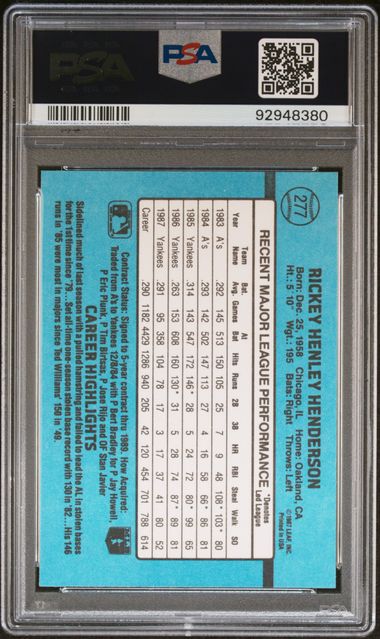 PSA
PSA
92948380
277
RICKEY HENLEY HENDERSON
Born: Dec. 25, 1958 Chicago, IL Home: Oakland, CA
Ht.: 5' 10" Wgt.: 195 Bats: Right Throws: Left
©1987 LEAF, INC.
Printed in USA
RECENT MAJOR LEAGUE PERFORMANCE *Denotes Led League
Team Bat. At
Year Name Avg. Games Bat Hits Runs 2B 3B HR RBI Steal Walk SO
1983 A's .292 145 513 150 105 25 7 9 48 108* 103* 80
1984 A's .293 142 502 147 113 27 4 16 58 66* 86 81
1985 Yankees .314 143 547 172 146* 28 5 24 72 80* 99 65
1986 Yankees .263 153 608 160 130* 31 5 28 74 87* 89 81
1987 Yankees .291 95 358 104 78 17 3 17 37 41 80 52
Career .290 1182 4429 1286 940 205 42 120 454 701 788 614
Contract Status: Signed to 5-year contract thru 1989. How Acquired:
Traded from A's to Yankees 12/8/84 with P Bert Bradley for P Jay Howell,
P Eric Plunk, P Tim Birtsas, P Jose Rijo and OF Stan Javier
CAREER HIGHLIGHTS
Sidelined much of last season with a pulled hamstring and failed to lead the AL in stolen bases
for the 1st time since '79... Set all-time one-season stolen base record with 130 in '82... His 146
runs in '85 were most in majors since Ted Williams' 150 in '49.